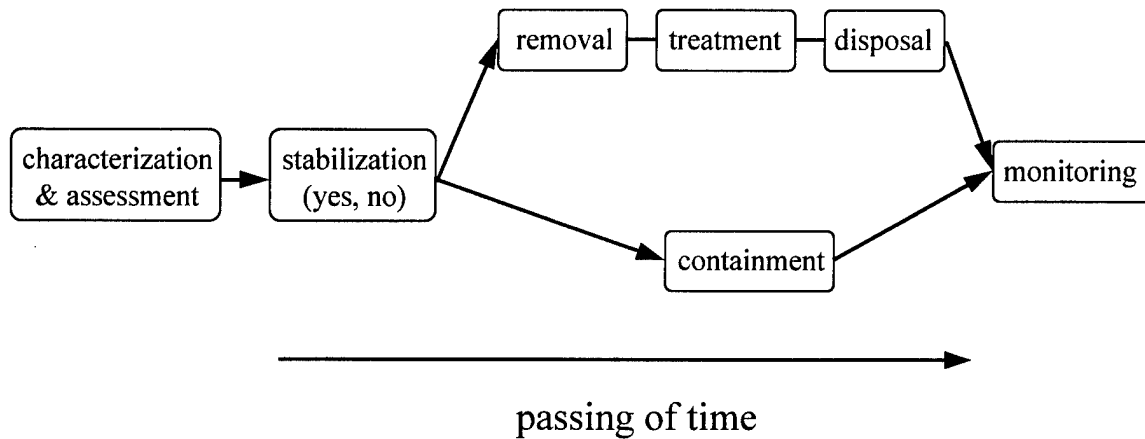 removal
treatment
disposal
characterization
& assessment
stabilization
(yes, no)
monitoring
containment
passing of time